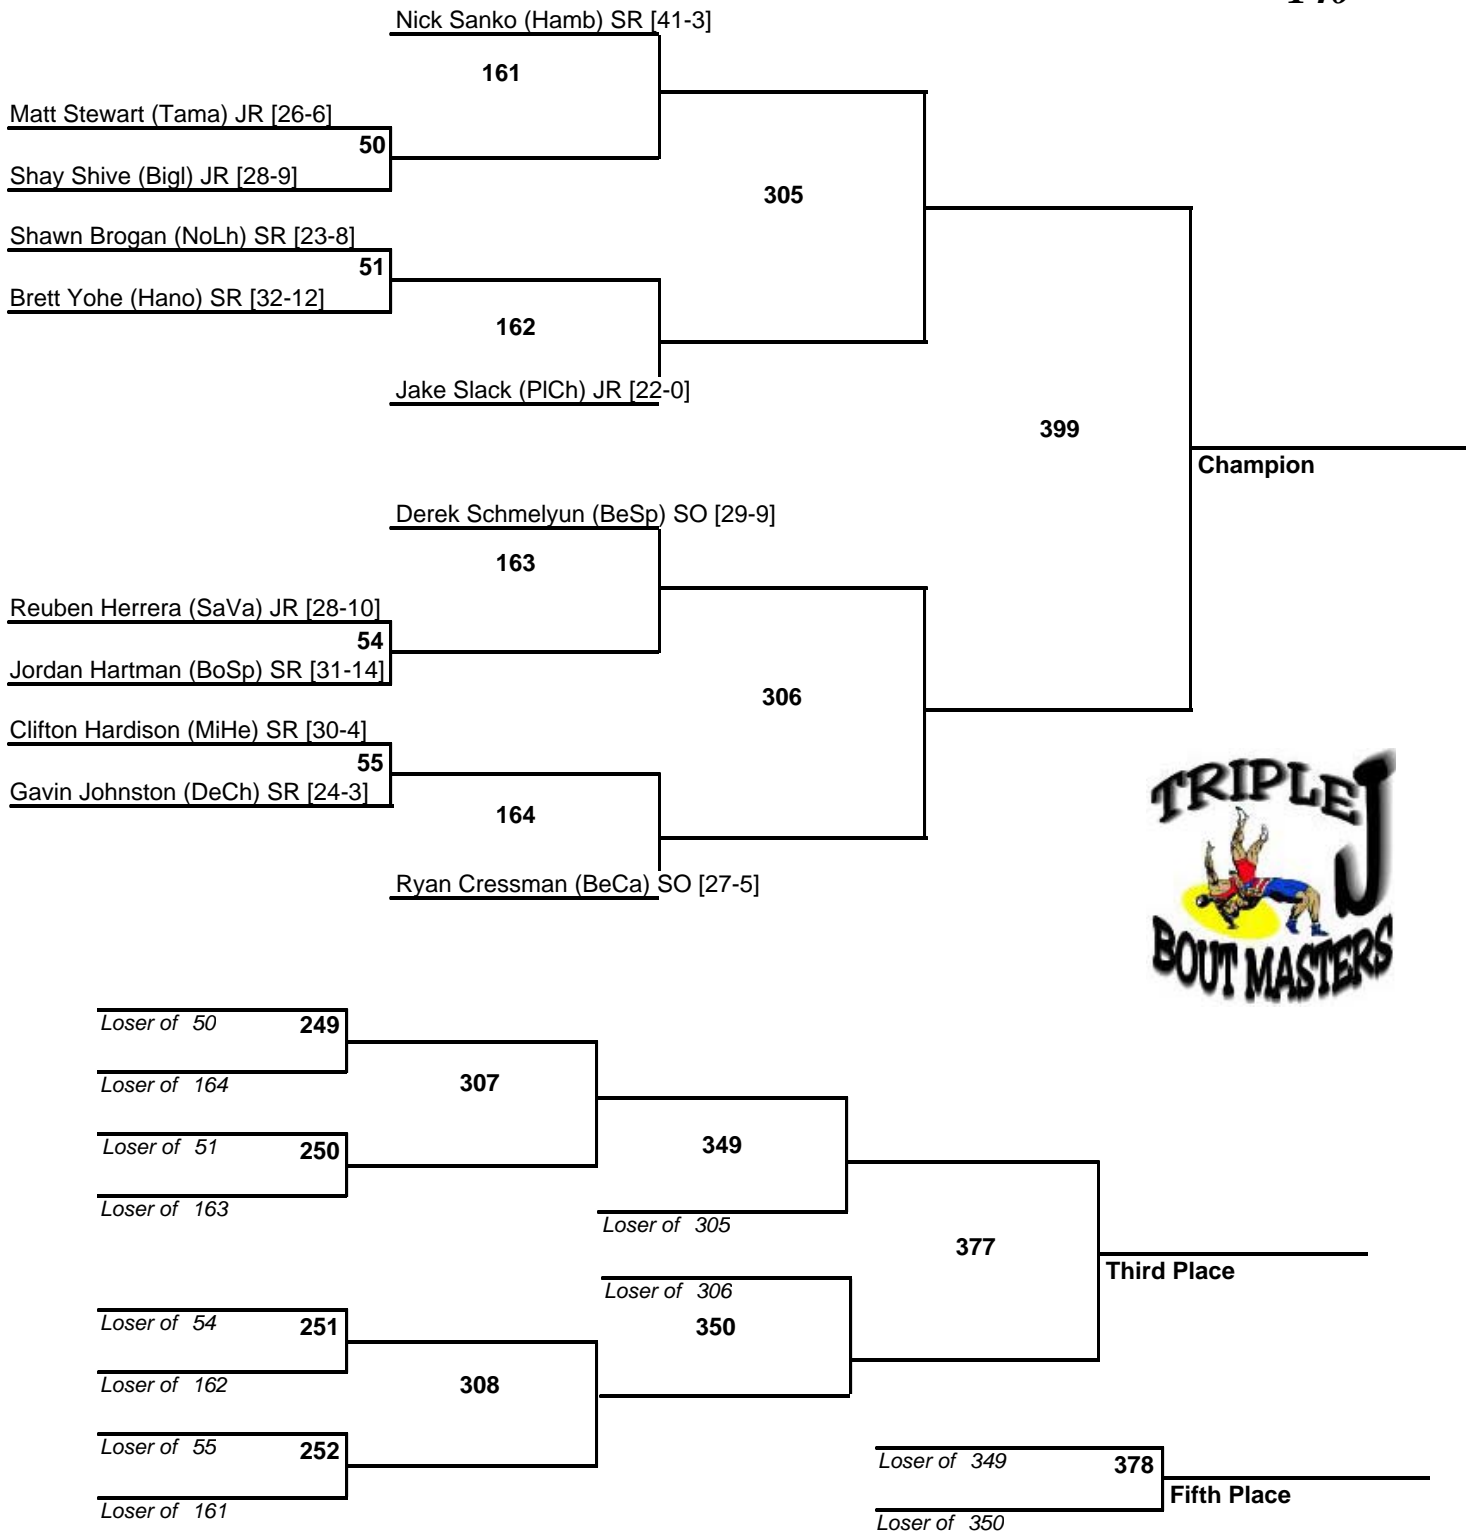 Nick Sanko (Hamb) SR [41-3]
161
Matt Stewart (Tama) JR [26-6]
50
Shay Shive (Bigl) JR [28-9]
305
Shawn Brogan (NoLh) SR [23-8]
51
Brett Yohe (Hano) SR [32-12]
162
Jake Slack (PlCh) JR [22-0]
399
Champion
Derek Schmelyun (BeSp) SO [29-9]
163
Reuben Herrera (SaVa) JR [28-10]
54
Jordan Hartman (BoSp) SR [31-14]
306
Clifton Hardison (MiHe) SR [30-4]
55
Gavin Johnston (DeCh) SR [24-3]
164
Ryan Cressman (BeCa) SO [27-5]
TRIPLE J
BOUT MASTERS
Loser of 50
249
Loser of 164
307
Loser of 51
250
349
Loser of 163
Loser of 305
377
Third Place
Loser of 306
Loser of 54
251
350
Loser of 162
308
Loser of 55
252
Loser of 349
378
Fifth Place
Loser of 161
Loser of 350